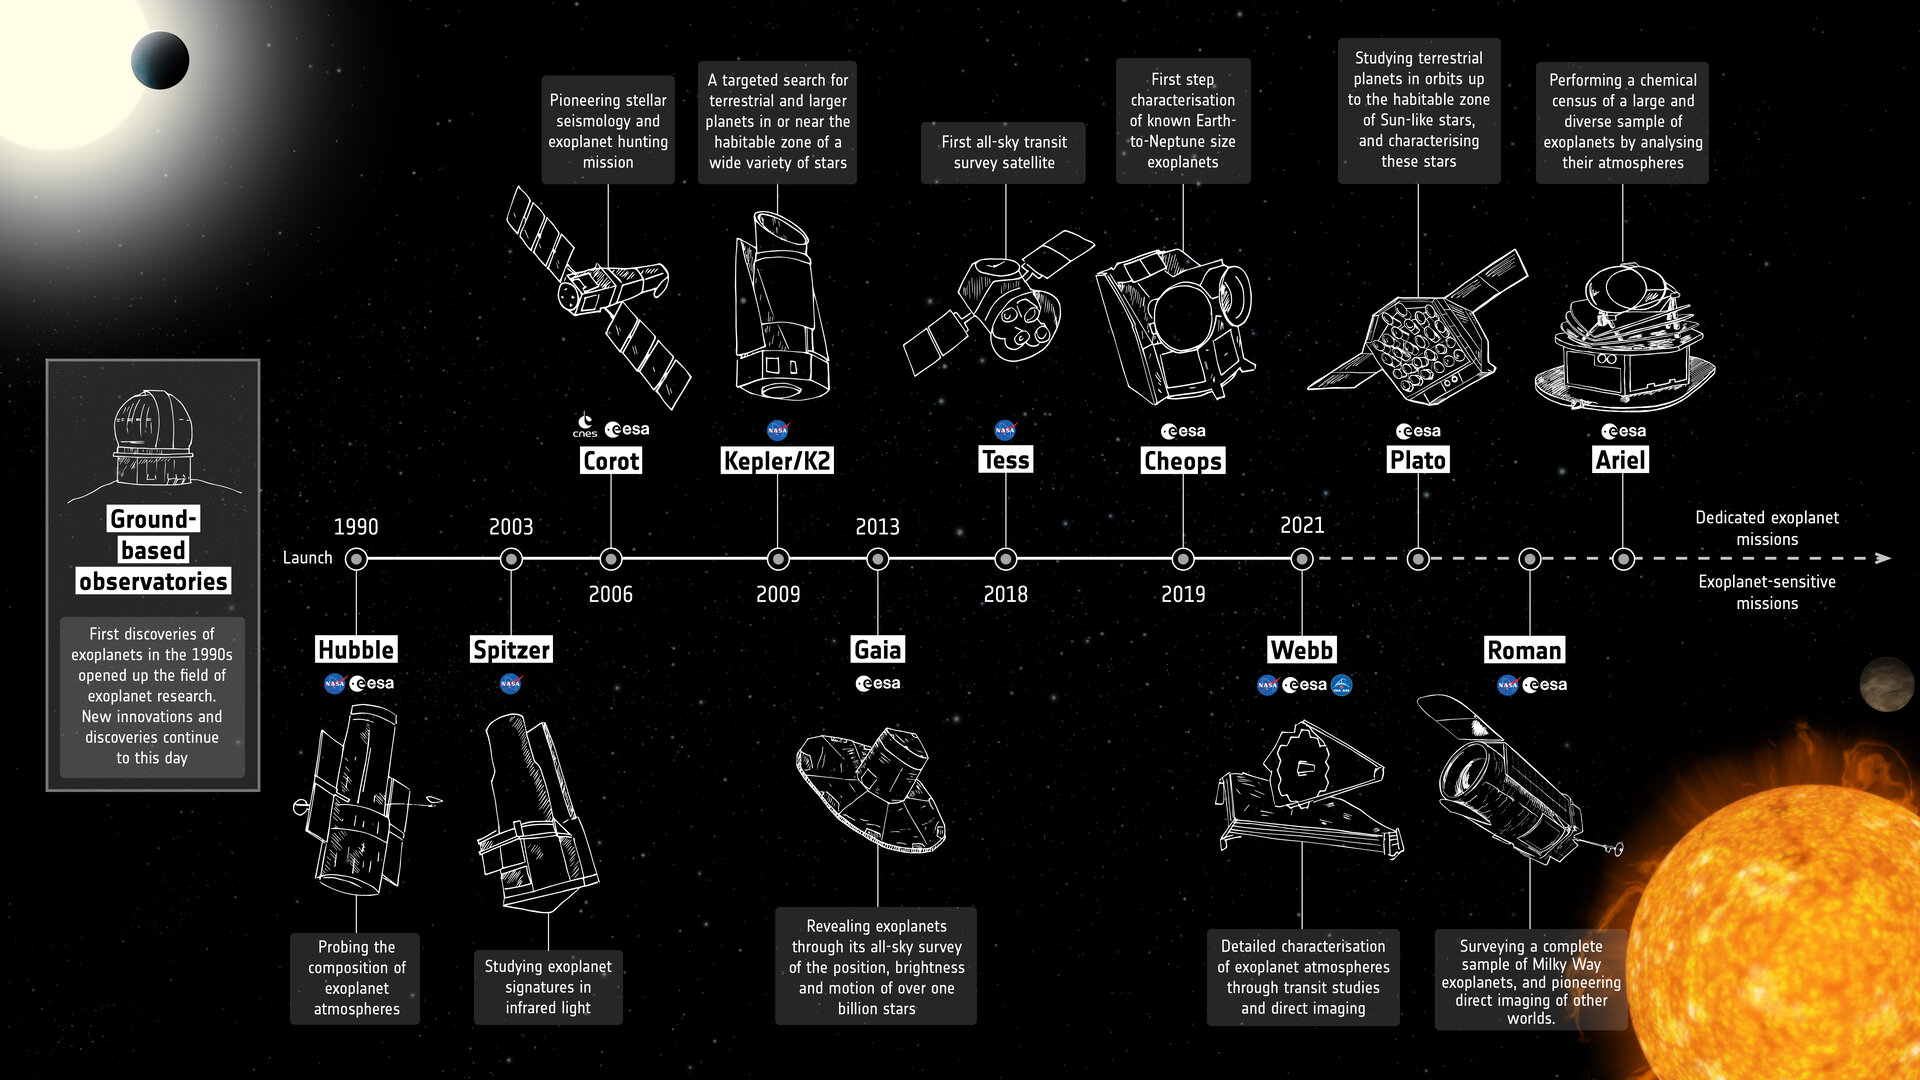 Pioneering stellar
seismology and
exoplanet hunting
mission
A targeted search for
terrestrial and larger
planets in or near the
habitable zone of a
wide variety of stars
First all-sky transit
survey satellite
First step
characterisation
of known Earth-
to-Neptune size
exoplanets
Studying terrestrial
planets in orbits up
to the habitable zone
of Sun-like stars,
and characterising
these stars
Performing a chemical
census of a large and
diverse sample of
exoplanets by analysing
their atmospheres
cnes esa
Corot
NASA
Kepler/K2
NASA
Tess
esa
Cheops
esa
Plato
esa
Ariel
Ground-
based
observatories
First discoveries of
exoplanets in the 1990s
opened up the field of
exoplanet research.
New innovations and
discoveries continue
to this day
Launch
1990
2003
2006
2009
2013
2018
2019
2021
Dedicated exoplanet
missions
Exoplanet-sensitive
missions
Hubble
NASA esa
Probing the
composition of
exoplanet
atmospheres
Spitzer
NASA
Studying exoplanet
signatures in
infrared light
Gaia
esa
Revealing exoplanets
through its all-sky survey
of the position, brightness
and motion of over one
billion stars
Webb
NASA esa CSA ASC
Detailed characterisation
of exoplanet atmospheres
through transit studies
and direct imaging
Roman
NASA esa
Surveying a complete
sample of Milky Way
exoplanets, and pioneering
direct imaging of other
worlds.